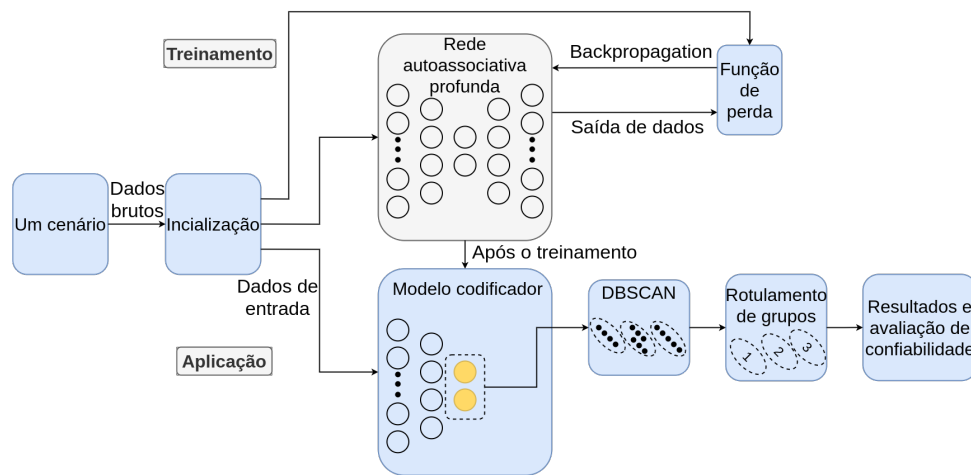 Treinamento
Rede
autoassociativa
profunda
Backpropagation
Função
de
perda
Saída de dados
Um cenário
Dados
brutos
Incialização
Após o treinamento
Dados de
entrada
Modelo codificador
DBSCAN
Rotulamento
de grupos
1 2 3
Resultados e
avaliação de
confiabilidade
Aplicação